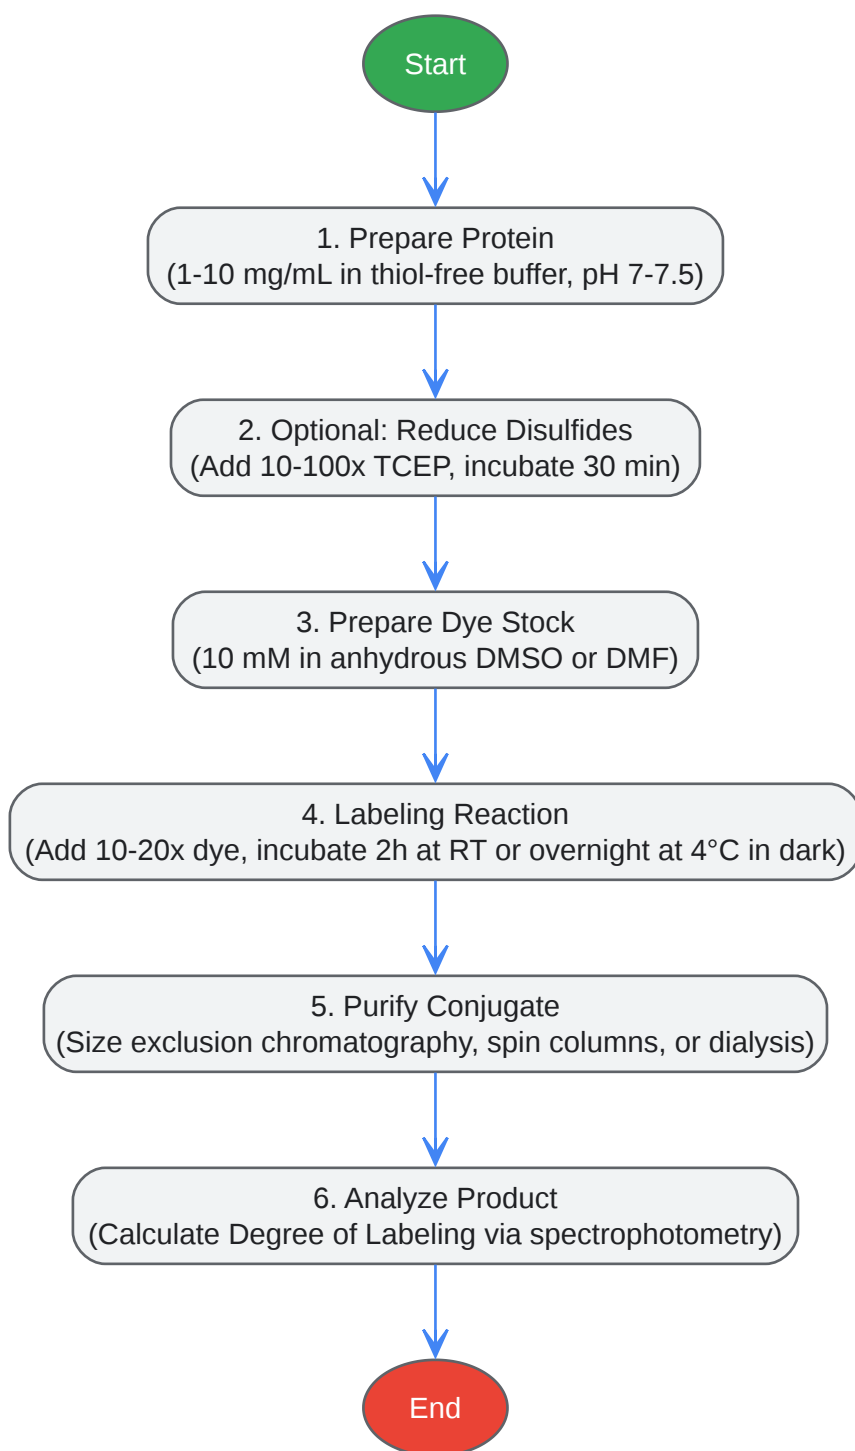 Start
1. Prepare Protein
(1-10 mg/mL in thiol-free buffer, pH 7-7.5)
2. Optional: Reduce Disulfides
(Add 10-100x TCEP, incubate 30 min)
3. Prepare Dye Stock
(10 mM in anhydrous DMSO or DMF)
4. Labeling Reaction
(Add 10-20x dye, incubate 2h at RT or overnight at 4°C in dark)
5. Purify Conjugate
(Size exclusion chromatography, spin columns, or dialysis)
6. Analyze Product
(Calculate Degree of Labeling via spectrophotometry)
End